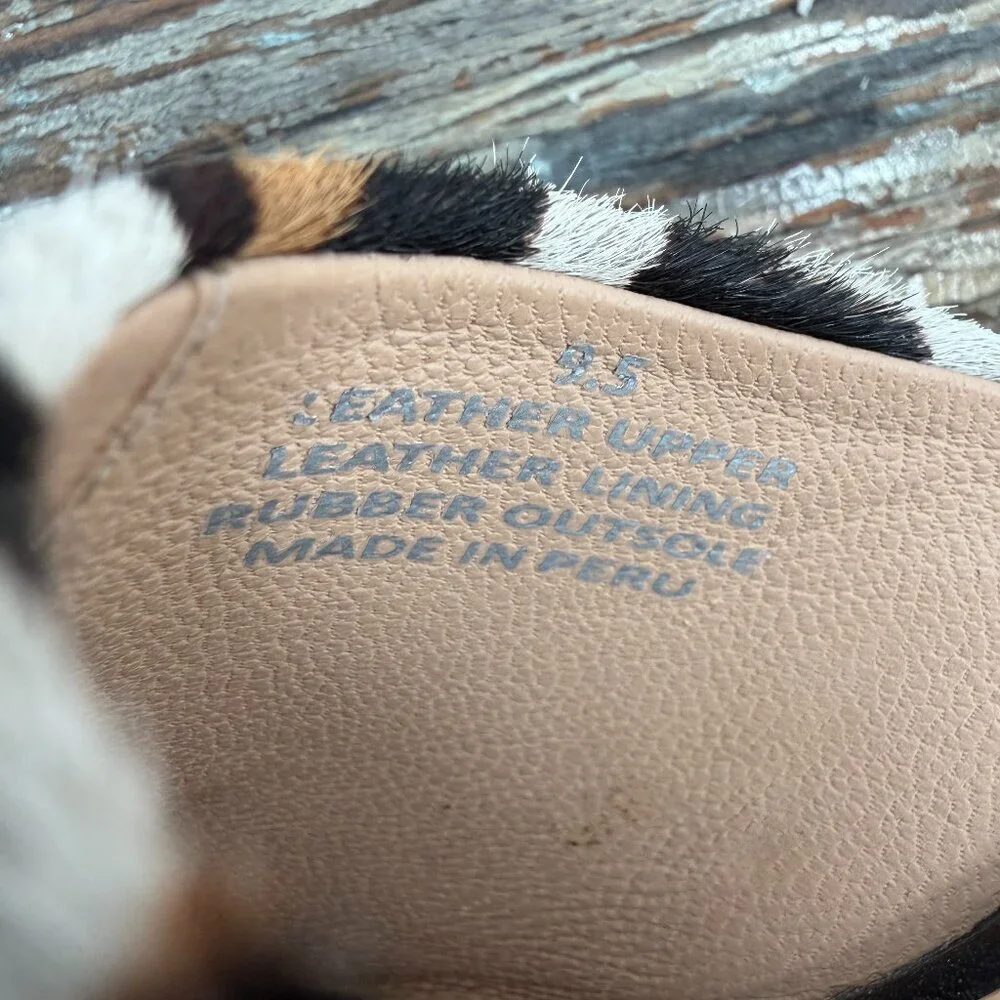 9.5
LEATHER UPPER
LEATHER LINING
RUBBER OUTSOLE
MADE IN PERU